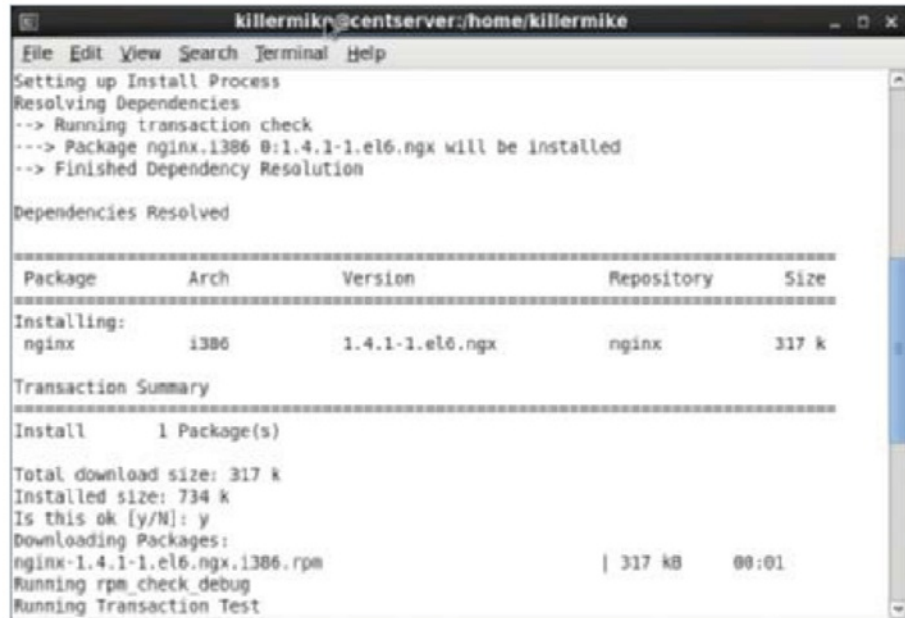 killermike@centserver:/home/killermike
File Edit View Search Terminal Help
Setting up Install Process
Resolving Dependencies
--> Running transaction check
---> Package nginx.i386 0:1.4.1-1.el6.ngx will be installed
--> Finished Dependency Resolution
Dependencies Resolved
================================================================================
Package Arch Version Repository Size
================================================================================
Installing:
nginx i386 1.4.1-1.el6.ngx nginx 317 k
Transaction Summary
================================================================================
Install 1 Package(s)
Total download size: 317 k
Installed size: 734 k
Is this ok [y/N]: y
Downloading Packages:
nginx-1.4.1-1.el6.ngx.i386.rpm | 317 kB 00:01
Running rpm_check_debug
Running Transaction Test